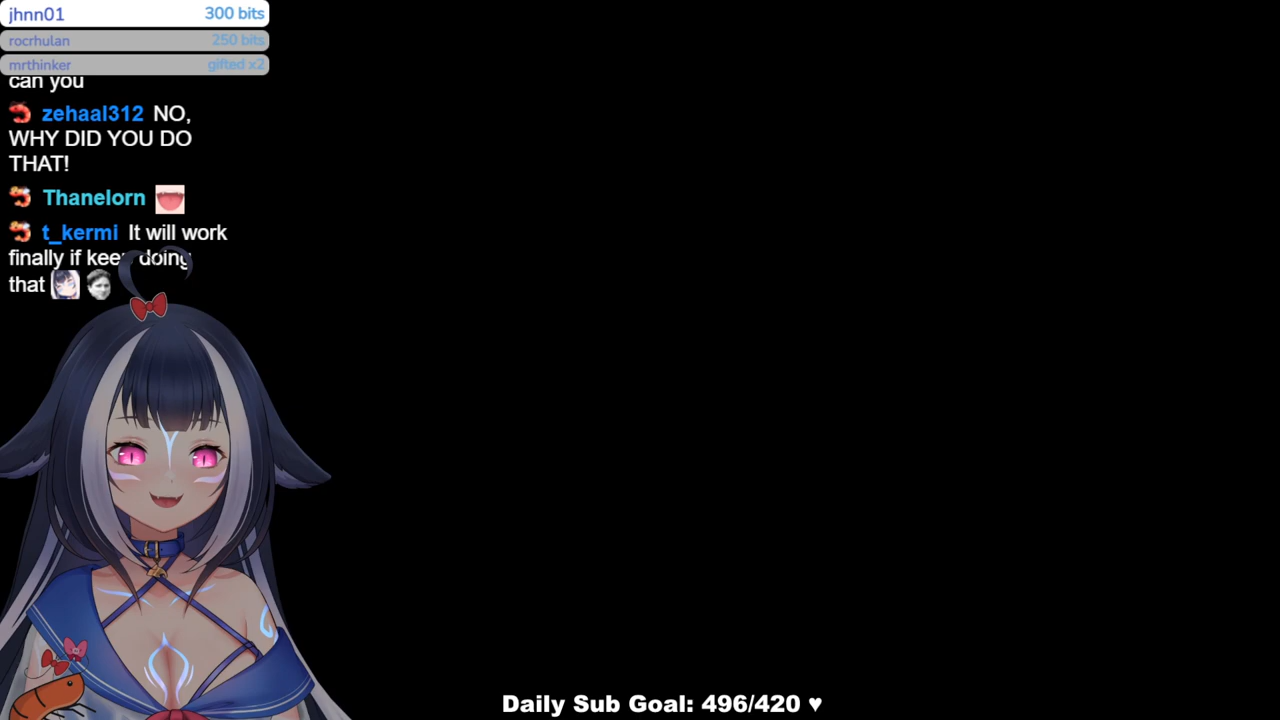 jhnn01 300 bits
rocrhulan 250 bits
mrthinker gifted x2
can you
zehaal312 NO,
WHY DID YOU DO
THAT!
Thanelorn
t_kermi It will work
finally if keep doing
that
Daily Sub Goal: 496/420 ♥